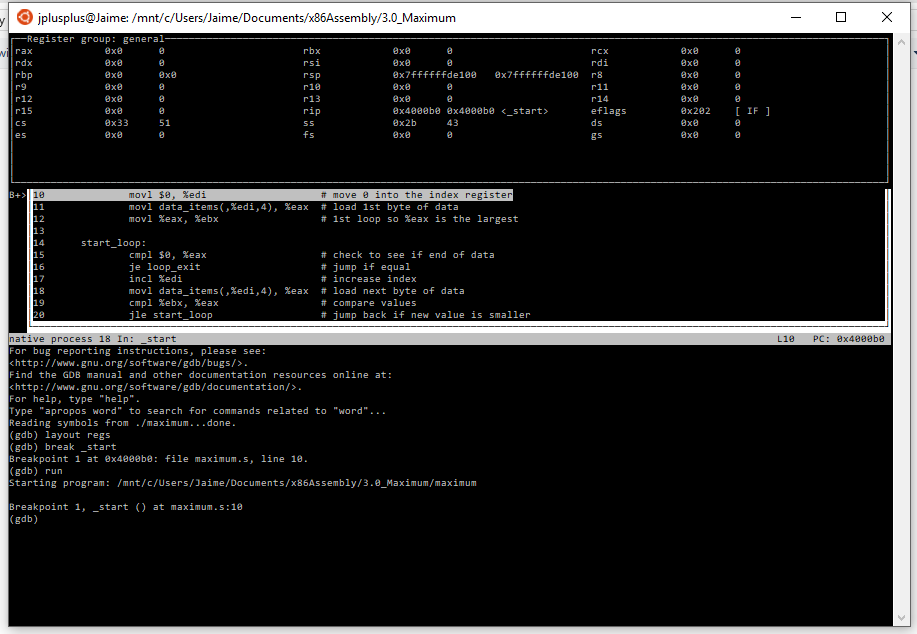 jplusplus@Jaime: /mnt/c/Users/Jaime/Documents/x86Assembly/3.0_Maximum
Register group: general
rax 0x0 0 rbx 0x0 0 rcx 0x0 0
rdx 0x0 0 rsi 0x0 0 rdi 0x0 0
rbp 0x0 0x0 rsp 0x7ffffffde100 0x7ffffffde100 r8 0x0 0
r9 0x0 0 r10 0x0 0 r11 0x0 0
r12 0x0 0 r13 0x0 0 r14 0x0 0
r15 0x0 0 rip 0x4000b0 0x4000b0 <_start> eflags 0x202 [ IF ]
cs 0x33 51 ss 0x2b 43 ds 0x0 0
es 0x0 0 fs 0x0 0 gs 0x0 0
B+> 10 movl $0, %edi # move 0 into the index register
11 movl data_items(,%edi,4), %eax # load 1st byte of data
12 movl %eax, %ebx # 1st loop so %eax is the largest
13
14 start_loop:
15 cmpl $0, %eax # check to see if end of data
16 je loop_exit # jump if equal
17 incl %edi # increase index
18 movl data_items(,%edi,4), %eax # load next byte of data
19 cmpl %ebx, %eax # compare values
20 jle start_loop # jump back if new value is smaller
native process 18 In: _start L10 PC: 0x4000b0
For bug reporting instructions, please see:
<http://www.gnu.org/software/gdb/bugs/>.
Find the GDB manual and other documentation resources online at:
<http://www.gnu.org/software/gdb/documentation/>.
For help, type "help".
Type "apropos word" to search for commands related to "word"...
Reading symbols from ./maximum...done.
(gdb) layout regs
(gdb) break _start
Breakpoint 1 at 0x4000b0: file maximum.s, line 10.
(gdb) run
Starting program: /mnt/c/Users/Jaime/Documents/x86Assembly/3.0_Maximum/maximum
Breakpoint 1, _start () at maximum.s:10
(gdb)